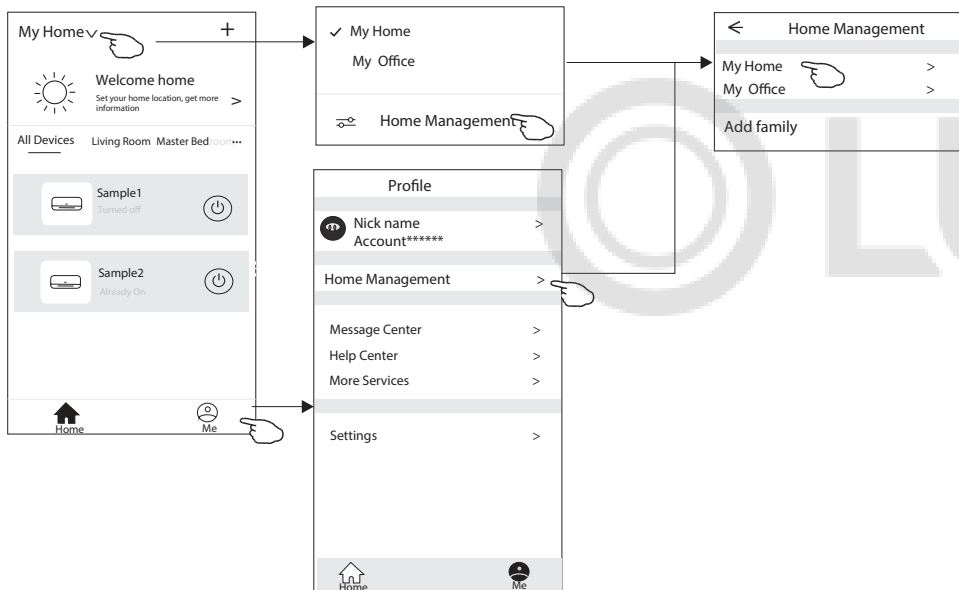 My Home
+
Welcome home
Set your home location, get more
information
>
All Devices
Living Room Master Bedroom...
Sample1
Turned off
Sample2
Already On
Home
Me
✓ My Home
My Office
Home Management
Profile
Nick name
>
Account******
Home Management >
Message Center >
Help Center >
More Services >
Settings >
Home
Me
Home Management
My Home >
My Office >
Add family